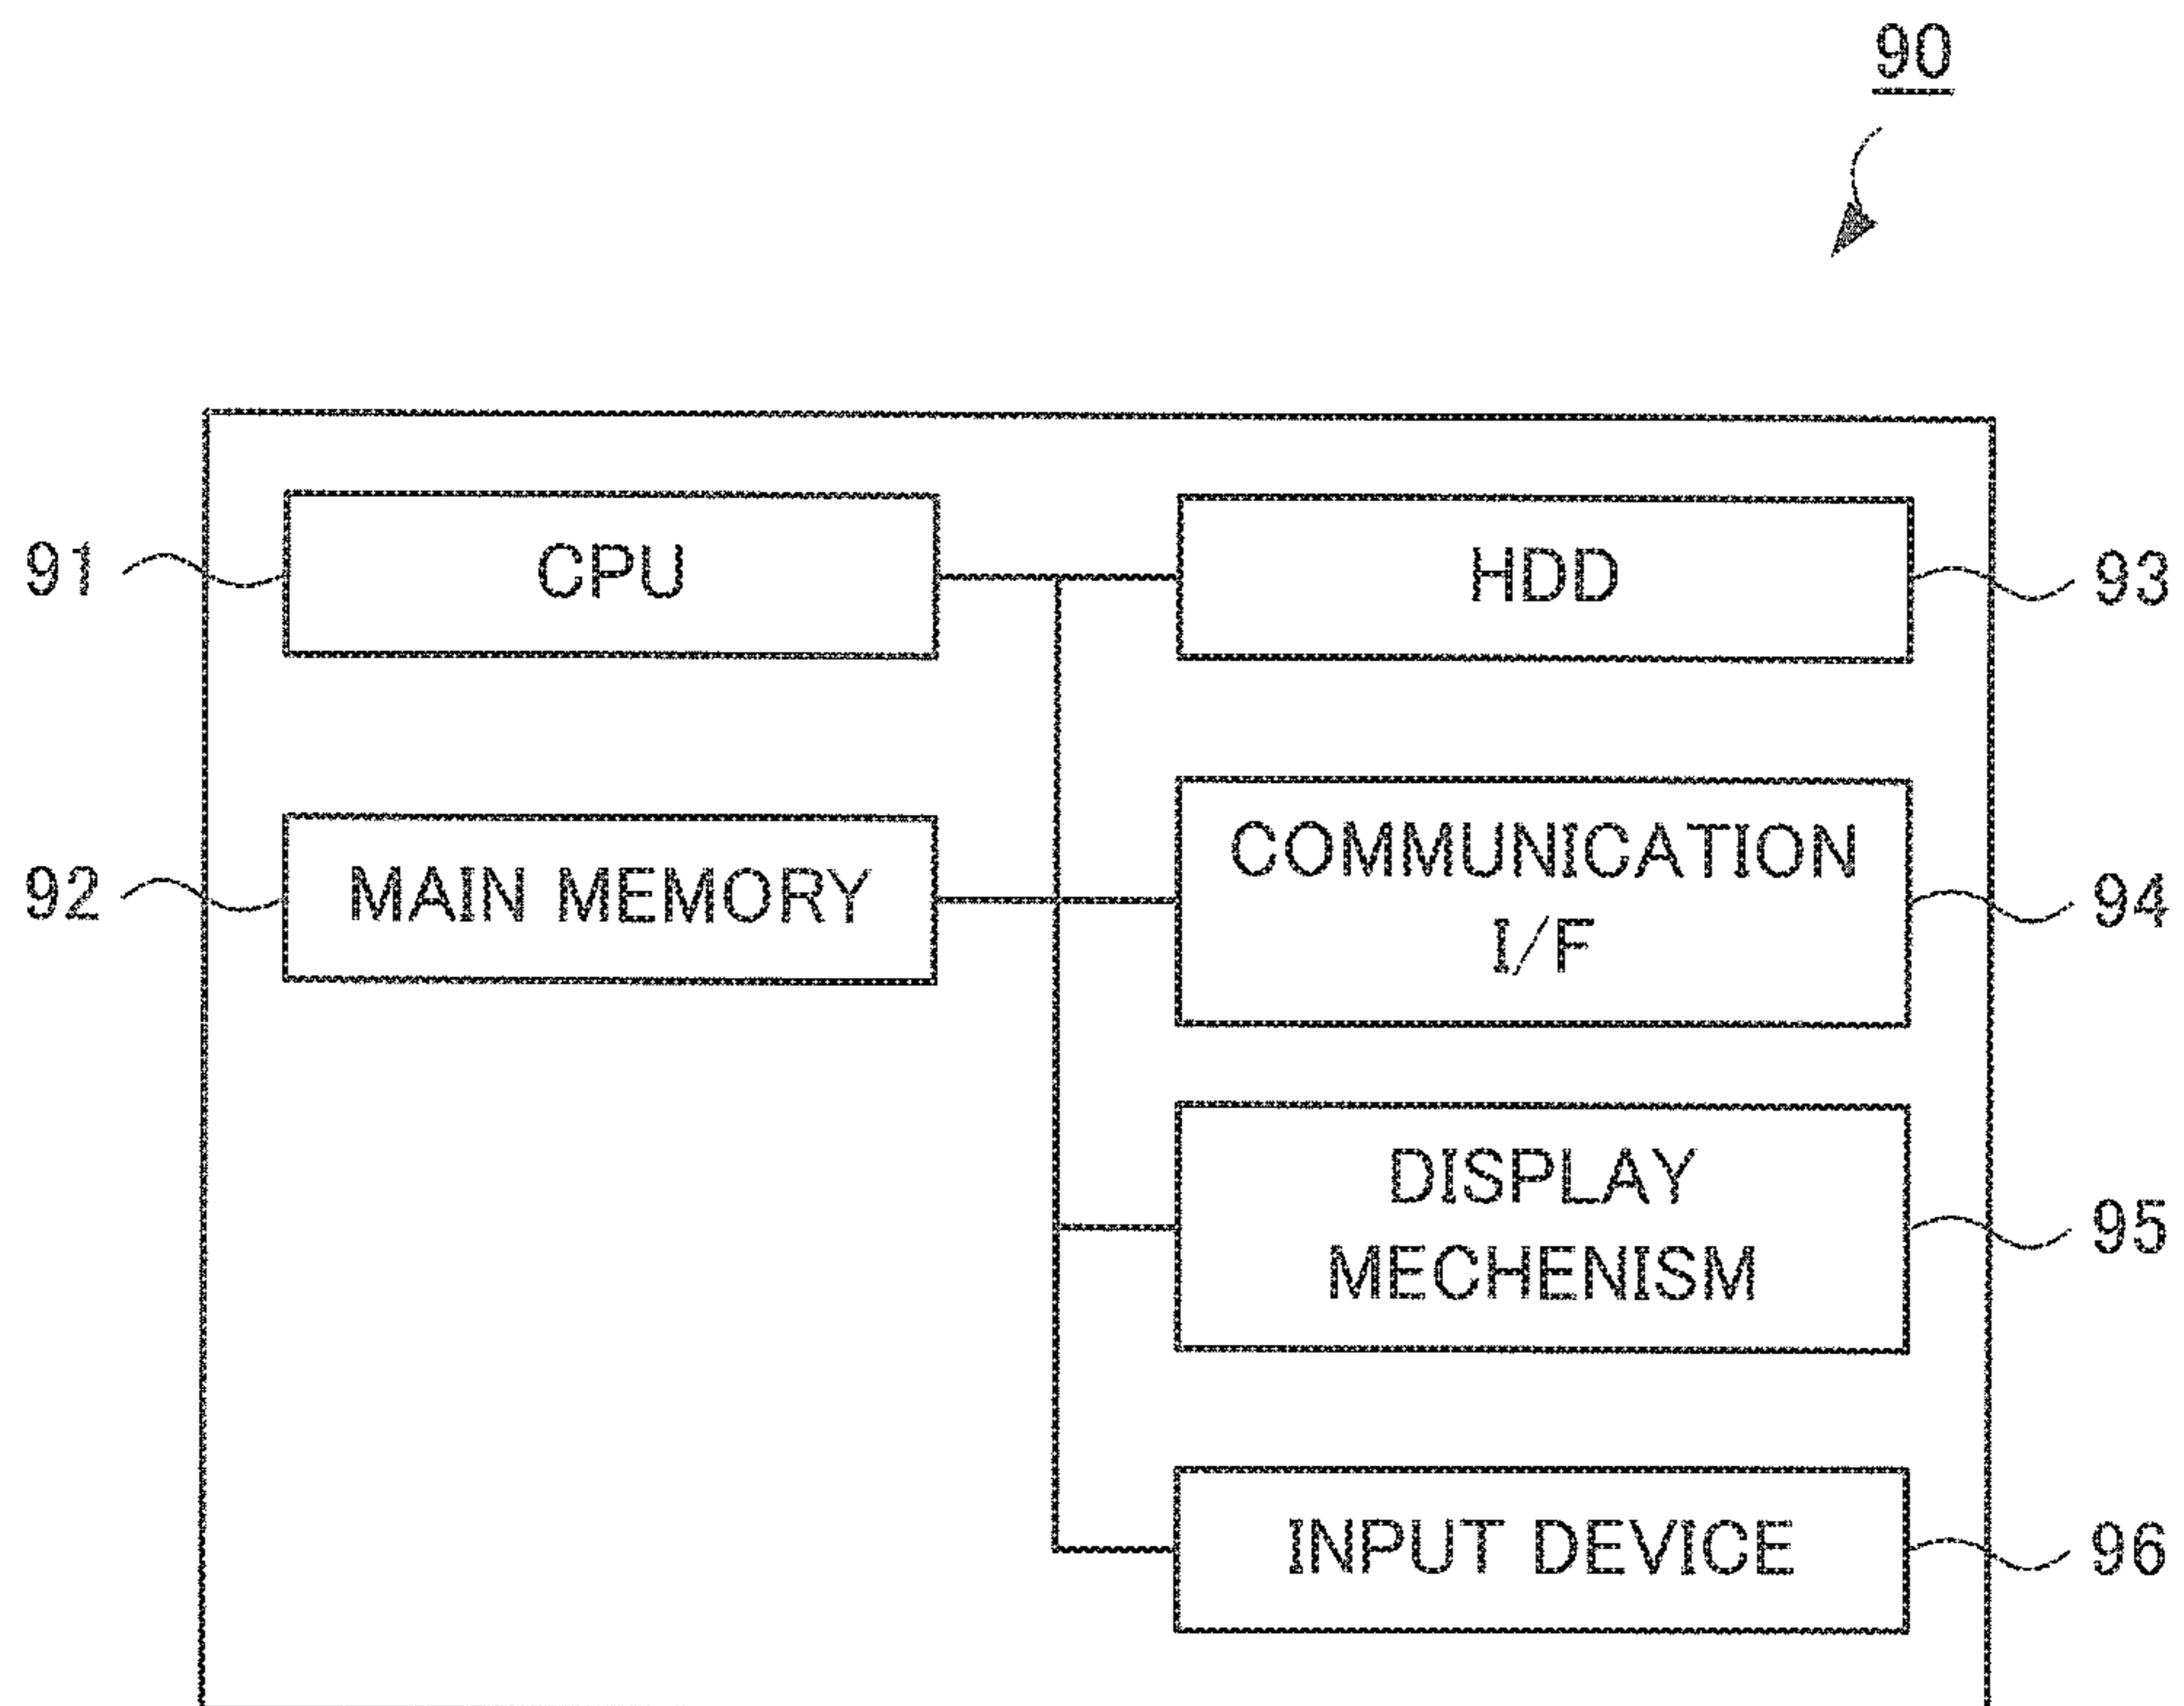 90
91 CPU HDD 93
COMMUNICATION
92 MAIN MEMORY 94
I/F
DISPLAY
95
MECHENISM
INPUT DEVICE 96